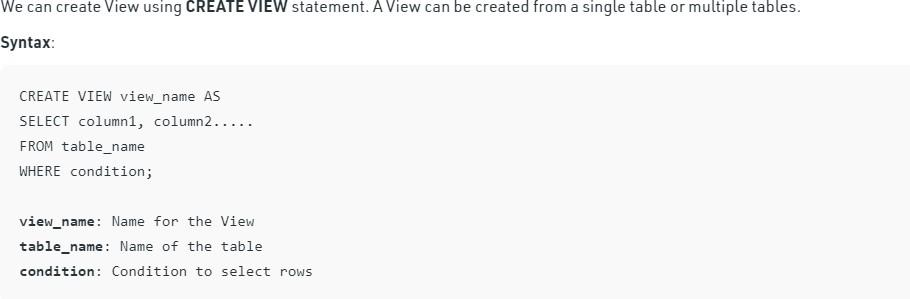 We can create View using CREATE VIEW statement. A View can be created from a single table or multiple tables.
Syntax:
CREATE VIEW view_name AS
SELECT column1, column2.....
FROM table_name
WHERE condition;
view_name: Name for the View
table_name: Name of the table
condition: Condition to select rows